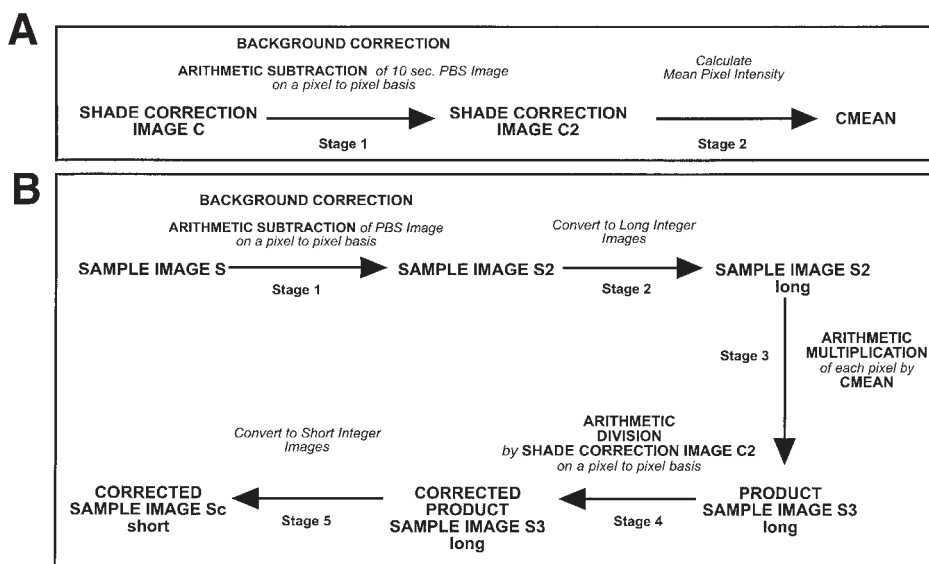 A
BACKGROUND CORRECTION
ARITHMETIC SUBTRACTION of 10 sec. PBS Image
on a pixel to pixel basis
Calculate
Mean Pixel Intensity
SHADE CORRECTION
IMAGE C
Stage 1
SHADE CORRECTION
IMAGE C2
Stage 2
CMEAN
B
BACKGROUND CORRECTION
ARITHMETIC SUBTRACTION of PBS Image
on a pixel to pixel basis
Convert to Long Integer
Images
SAMPLE IMAGE S
Stage 1
SAMPLE IMAGE S2
Stage 2
SAMPLE IMAGE S2
long
Stage 3
ARITHMETIC
MULTIPLICATION
of each pixel by
CMEAN
Convert to Short Integer
Images
ARITHMETIC
DIVISION
by SHADE CORRECTION IMAGE C2
on a pixel to pixel basis
CORRECTED
SAMPLE IMAGE Sc
short
Stage 5
CORRECTED
PRODUCT
SAMPLE IMAGE S3
long
Stage 4
PRODUCT
SAMPLE IMAGE S3
long